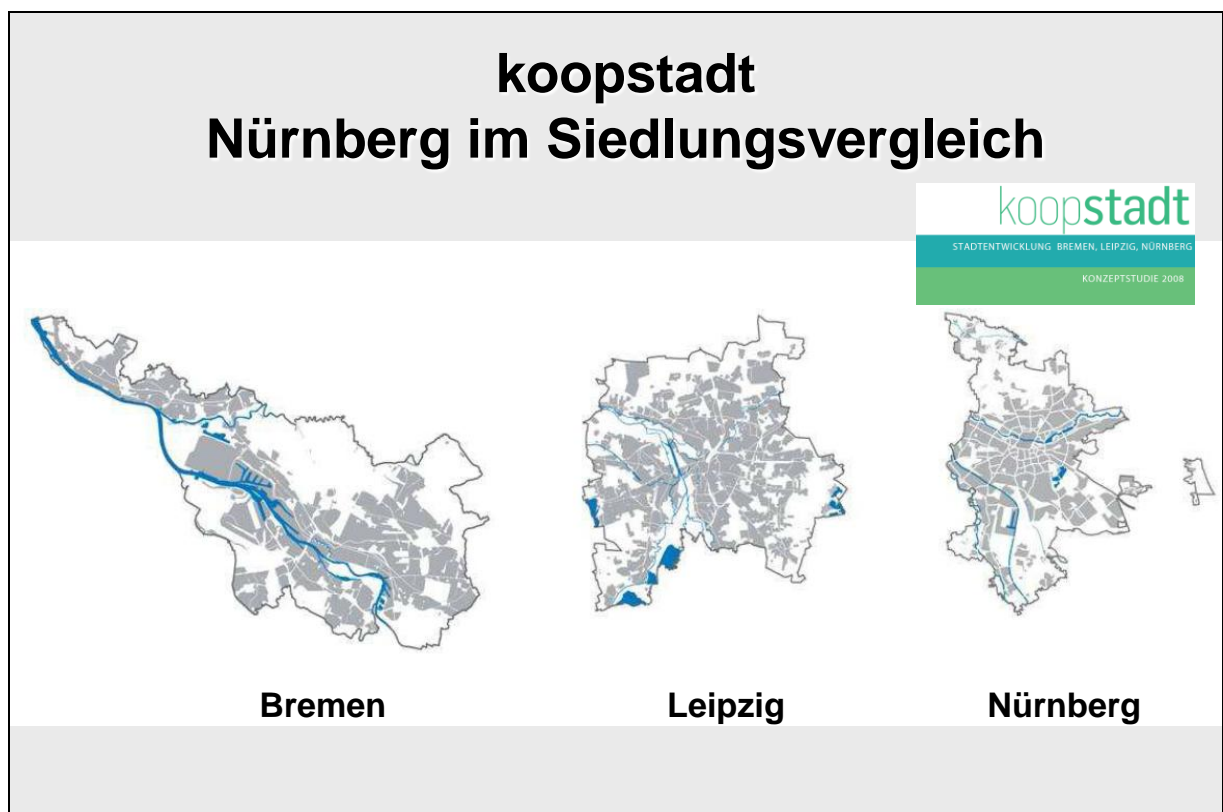 koopstadt
Nürnberg im Siedlungsvergleich
koopstadt
STADTENTWICKLUNG BREMEN, LEIPZIG, NÜRNBERG
KONZEPTSTUDIE 2008
Bremen Leipzig Nürnberg